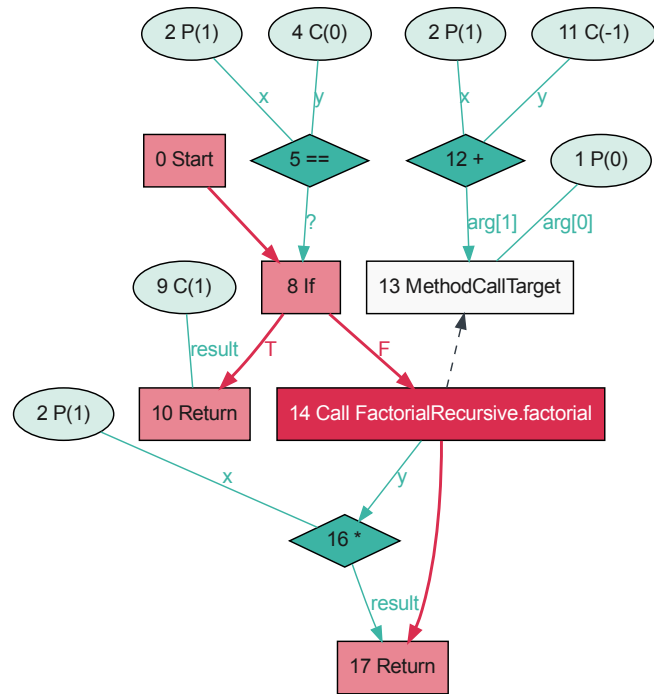 2 P(1)
4 C(0)
2 P(1)
11 C(-1)
x
y
x
y
0 Start
5 ==
12 +
1 P(0)
?
arg[1]
arg[0]
9 C(1)
8 If
13 MethodCallTarget
result
T
F
2 P(1)
10 Return
14 Call FactorialRecursive.factorial
x
y
16 *
result
17 Return